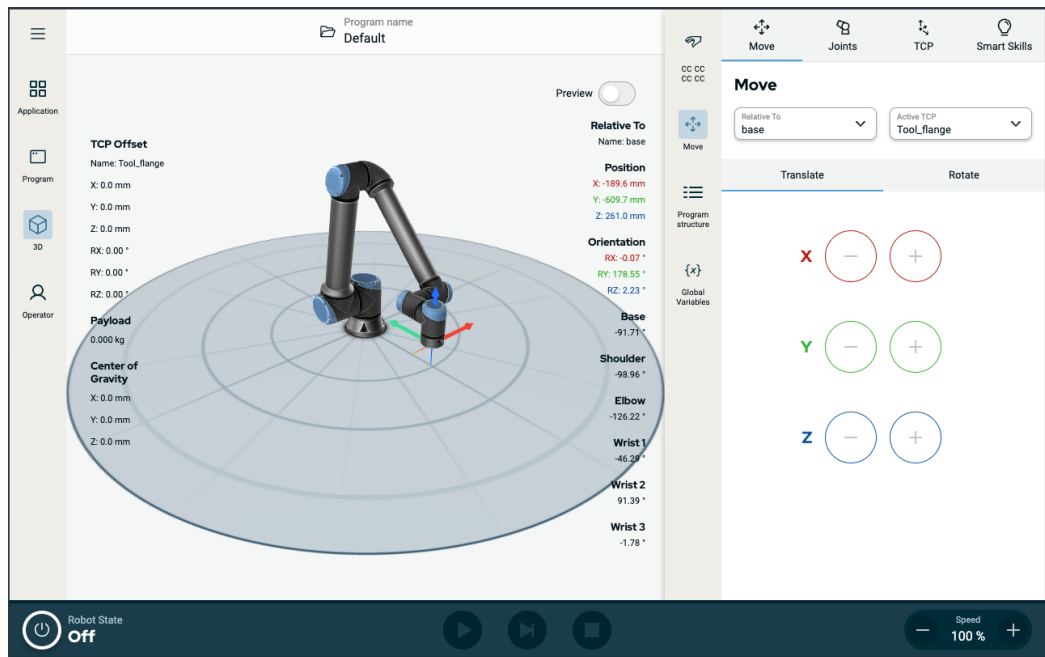 Program name
Default
Application
Program
3D
Operator
Preview
TCP Offset
Name: Tool_flange
X: 0.0 mm
Y: 0.0 mm
Z: 0.0 mm
RX: 0.00 °
RY: 0.00 °
RZ: 0.00 °
Payload
0.000 kg
Center of
Gravity
X: 0.0 mm
Y: 0.0 mm
Z: 0.0 mm
Relative To
Name: base
Position
X: -189.6 mm
Y: -609.7 mm
Z: 261.0 mm
Orientation
RX: -0.07 °
RY: 178.55 °
RZ: 2.23 °
Base
-91.71 °
Shoulder
-98.96 °
Elbow
-126.22 °
Wrist 1
-46.29 °
Wrist 2
91.39 °
Wrist 3
-1.78 °
CC CC
CC CC
Move
Program
structure
{x}
Global
Variables
Move
Joints
TCP
Smart Skills
Move
Relative To
base
Active TCP
Tool_flange
Translate
Rotate
X
Y
Z
Robot State
Off
Speed
100 %